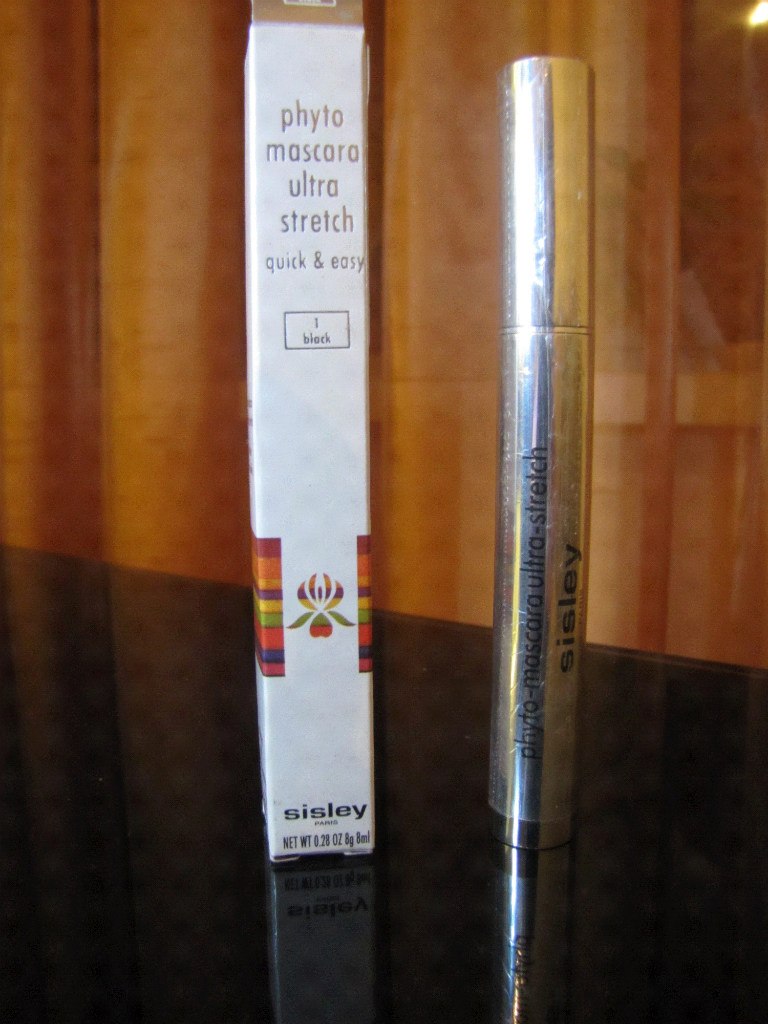 phyto
mascara
ultra
stretch
quick & easy
1
black
sisley
PARIS
NET WT 0.28 OZ 8g 8ml
phyto-mascara ultra-stretch
sisley